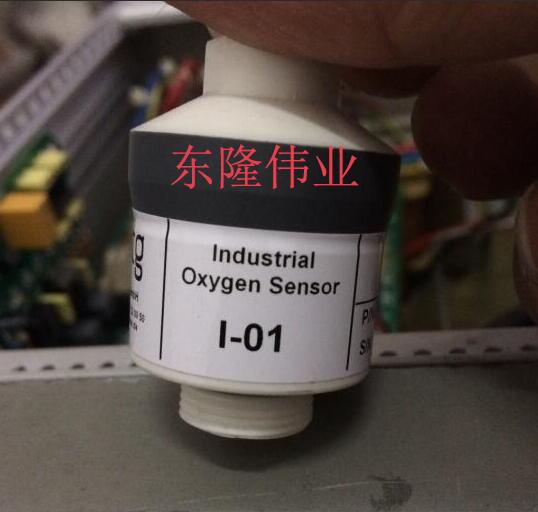 东隆伟业
Industrial
Oxygen Sensor
I-01